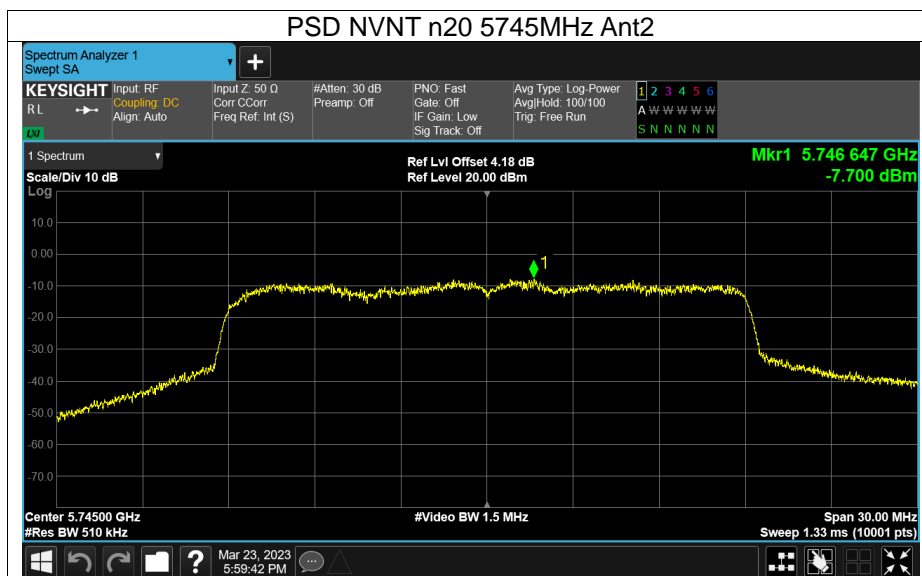 PSD NVNT n20 5745MHz Ant2
Spectrum Analyzer 1
Swept SA
+
KEYSIGHT Input: RF Input Z: 50 Ω #Atten: 30 dB PNO: Fast Avg Type: Log-Power 1 2 3 4 5 6
RL Coupling: DC Corr CCorr Preamp: Off Gate: Off Avg|Hold: 100/100
Align: Auto Freq Ref: Int (S) IF Gain: Low Trig: Free Run A W W W W W
LXI Sig Track: Off S N N N N N
1 Spectrum Ref Lvl Offset 4.18 dB Mkr1 5.746 647 GHz
Scale/Div 10 dB Ref Level 20.00 dBm -7.700 dBm
Log
10.0
0.00
1
-10.0
-20.0
-30.0
-40.0
-50.0
-60.0
-70.0
Center 5.74500 GHz #Video BW 1.5 MHz Span 30.00 MHz
#Res BW 510 kHz Sweep 1.33 ms (10001 pts)
? Mar 23, 2023
5:59:42 PM